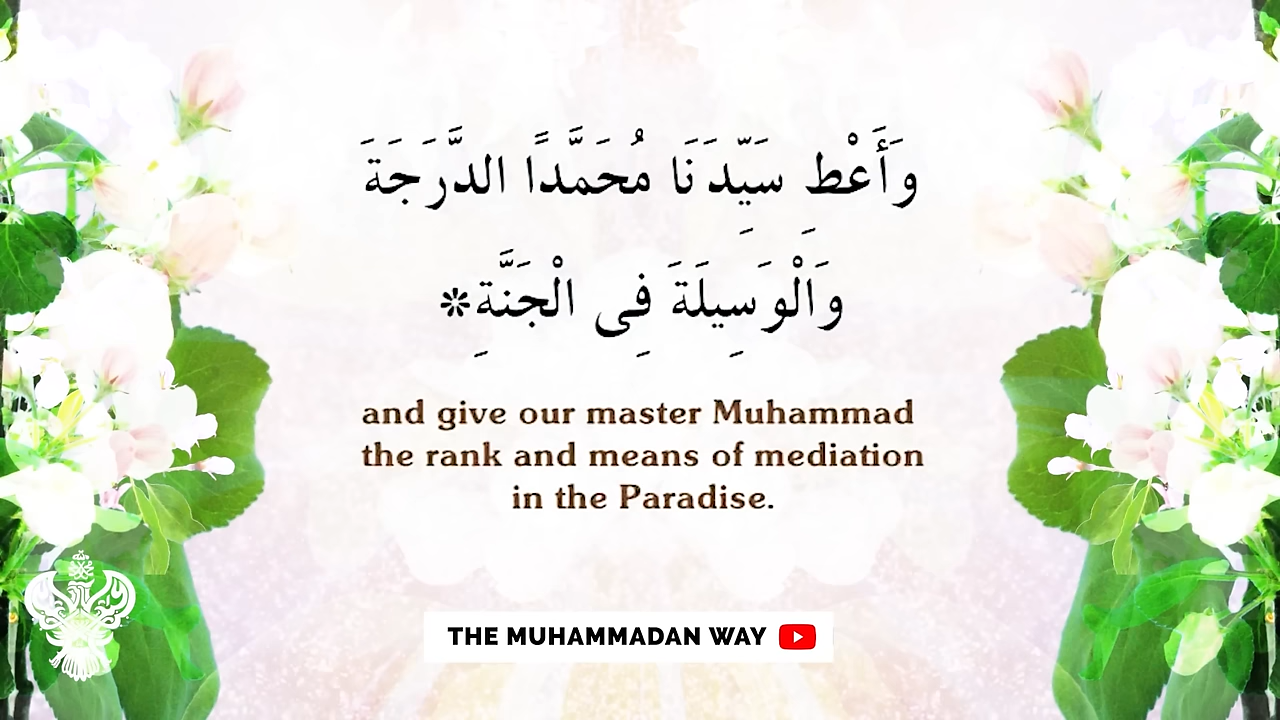 وَأَعْطِ سَيِّدَنَا مُحَمَّدًا الدَّرَجَةَ
وَالْوَسِيلَةَ فِى الْجَنَّةِ*
and give our master Muhammad
the rank and means of mediation
in the Paradise.
THE MUHAMMADAN WAY